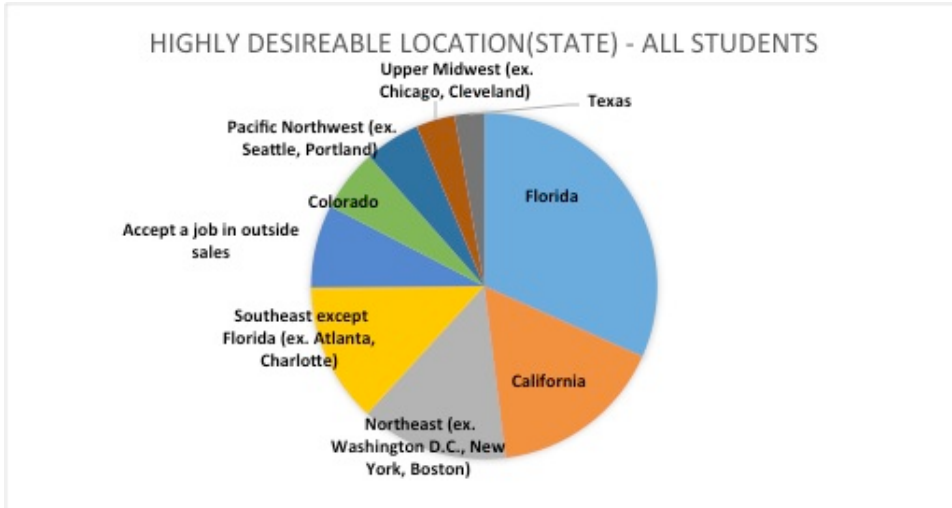 HIGHLY DESIREABLE LOCATION(STATE) - ALL STUDENTS
Upper Midwest (ex.
Chicago, Cleveland)
Texas
Pacific Northwest (ex.
Seattle, Portland)
Florida
Colorado
Accept a job in outside
sales
Southeast except
Florida (ex. Atlanta,
Charlotte)
California
Northeast (ex.
Washington D.C., New
York, Boston)